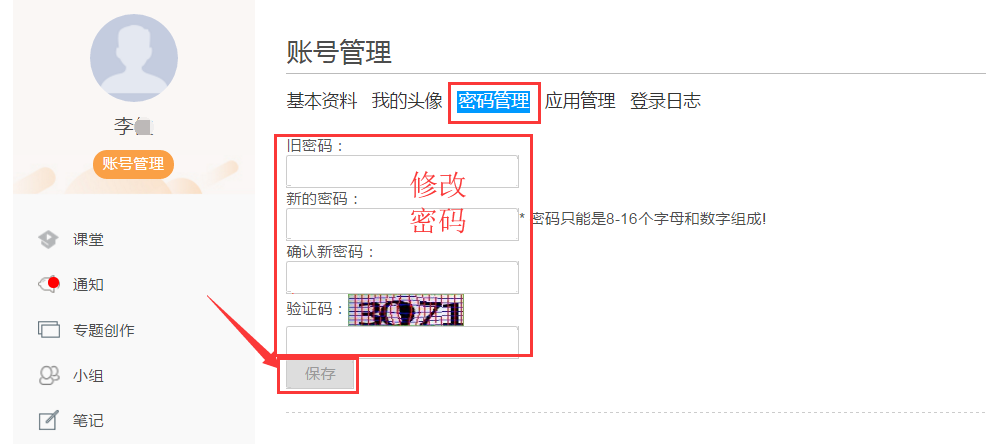 李
账号管理
课堂
通知
专题创作
小组
笔记
账号管理
基本资料 我的头像 密码管理 应用管理 登录日志
旧密码：
新的密码：
* 密码只能是8-16个字母和数字组成!
确认新密码：
验证码：
3071
保存
修改
密码